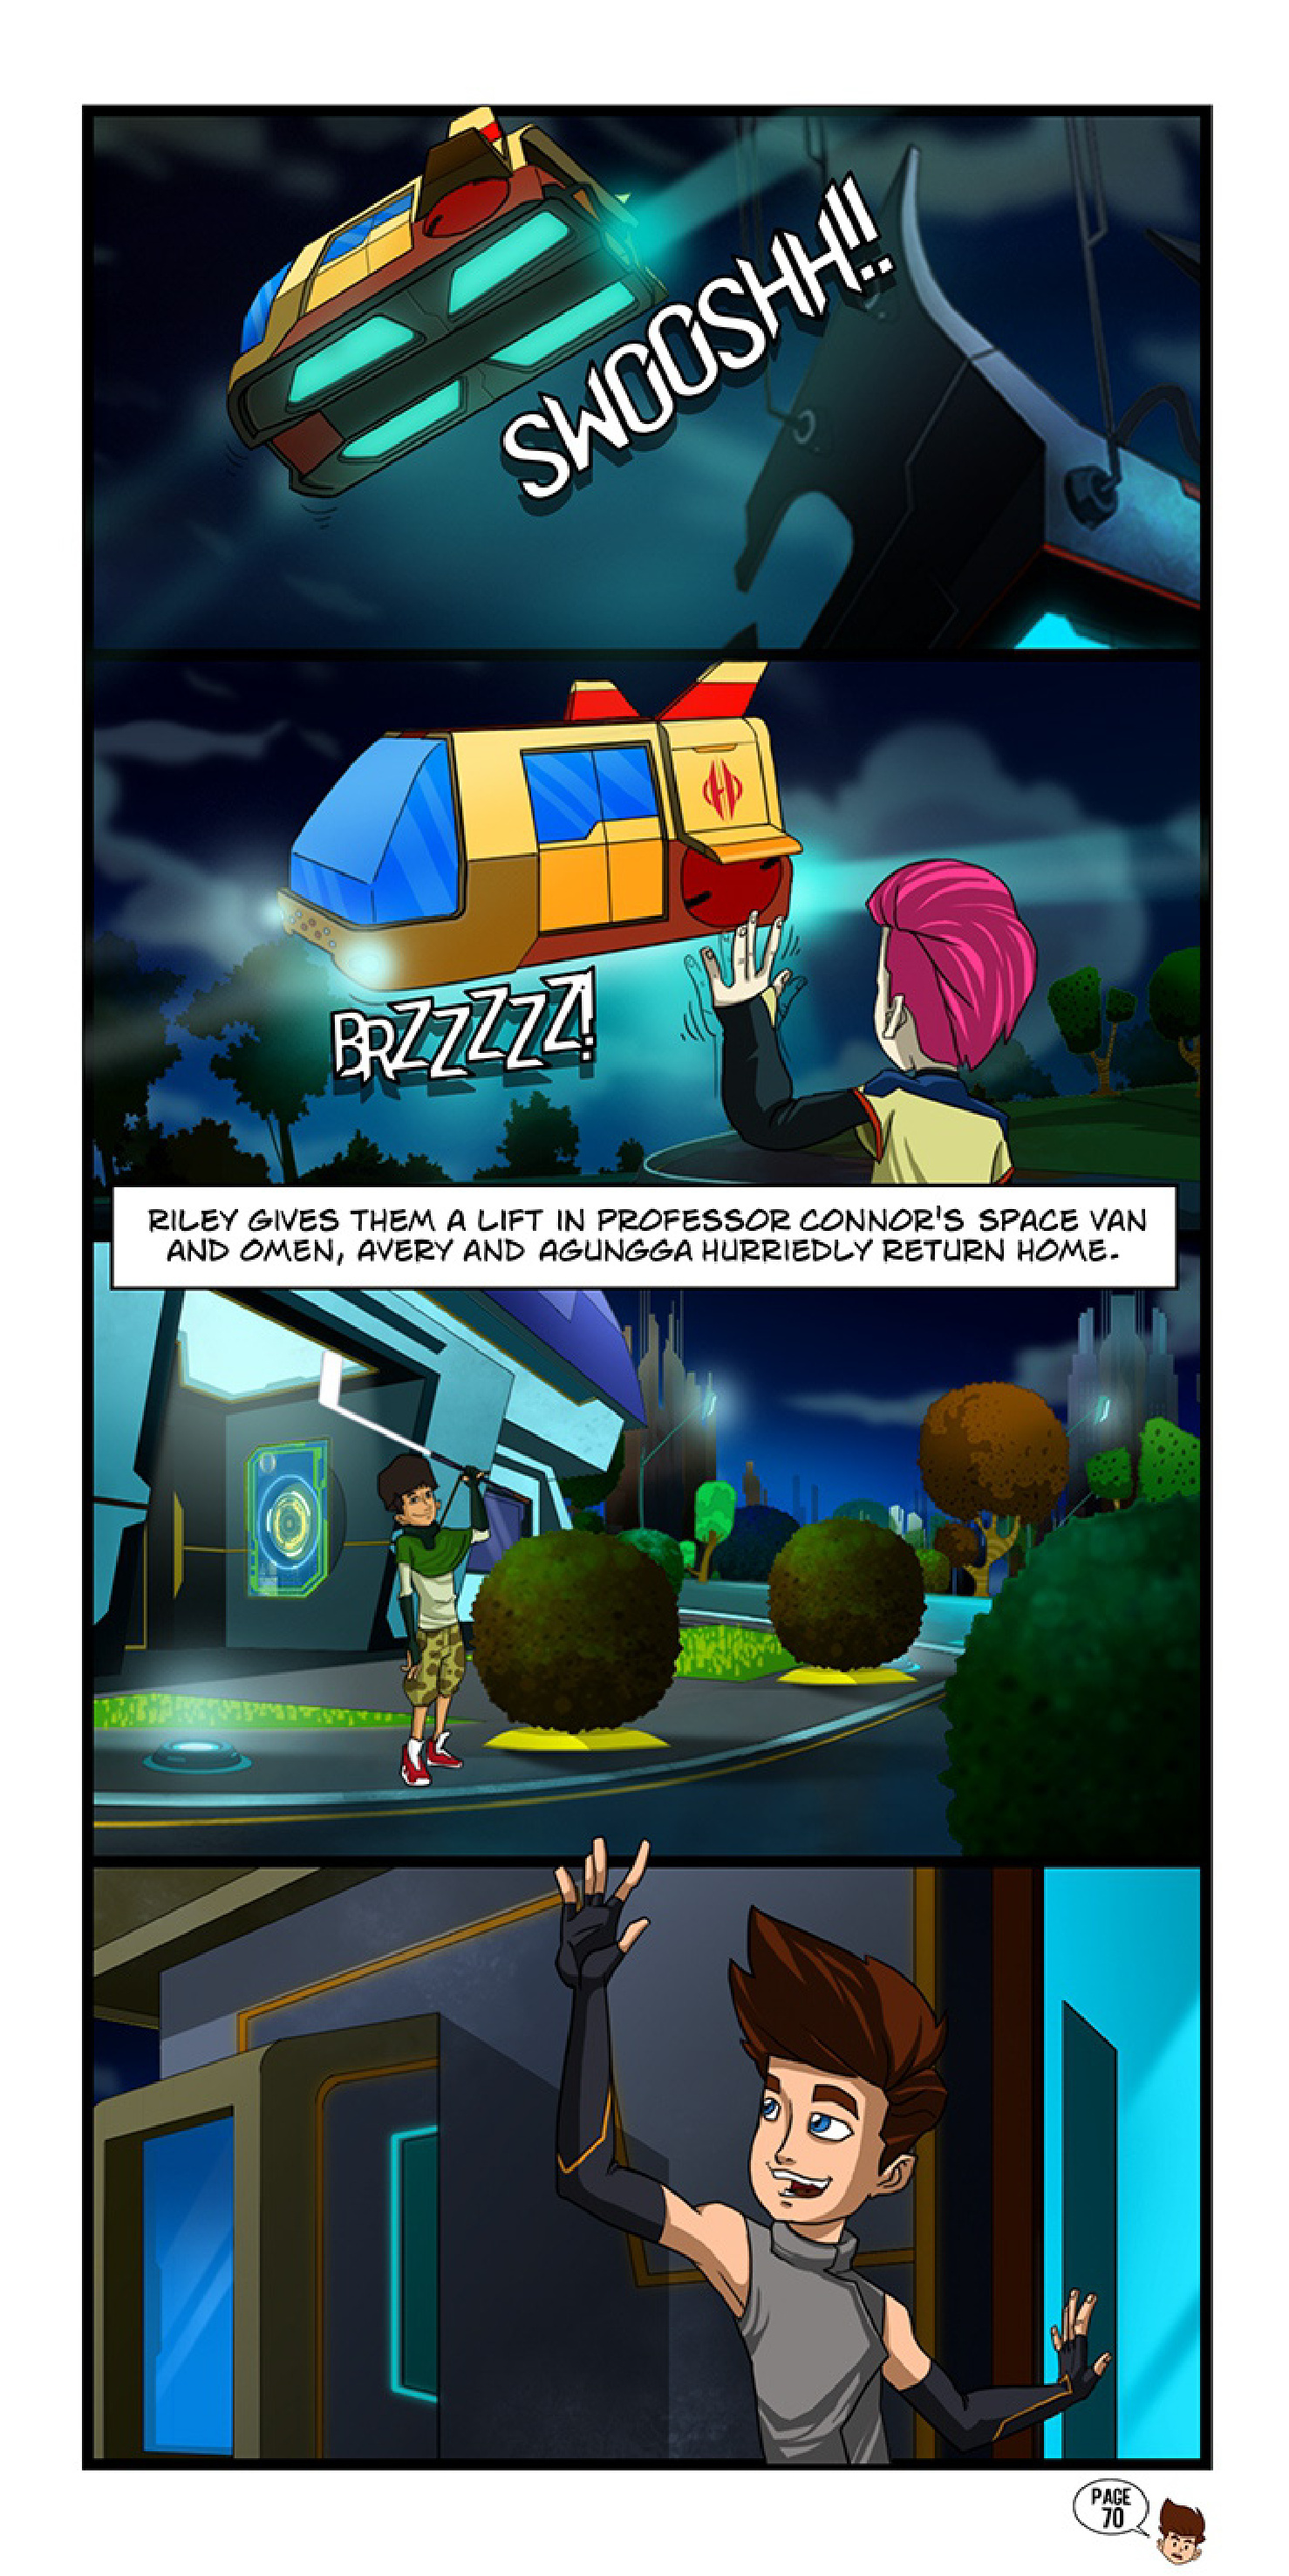 SWOOSHH!!
BRZZZZZ!
RILEY GIVES THEM A LIFT IN PROFESSOR CONNOR'S SPACE VAN
AND OMEN, AVERY AND AGUNGGA HURRIEDLY RETURN HOME.
PAGE
70